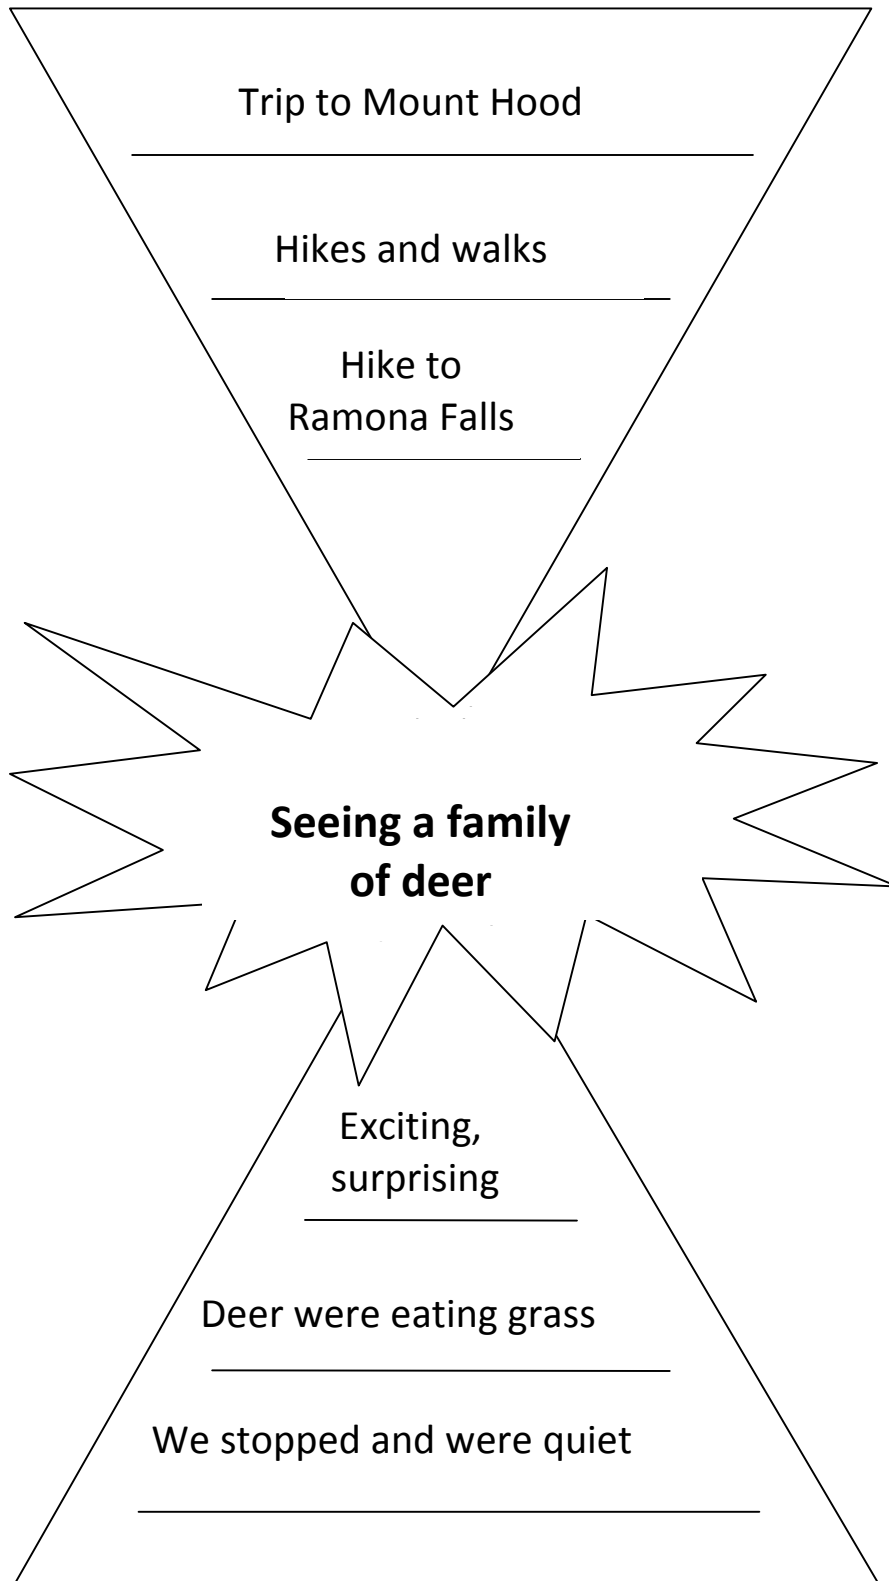 Trip to Mount Hood
Hikes and walks
Hike to
Ramona Falls
Seeing a family
of deer
Exciting,
surprising
Deer were eating grass
We stopped and were quiet